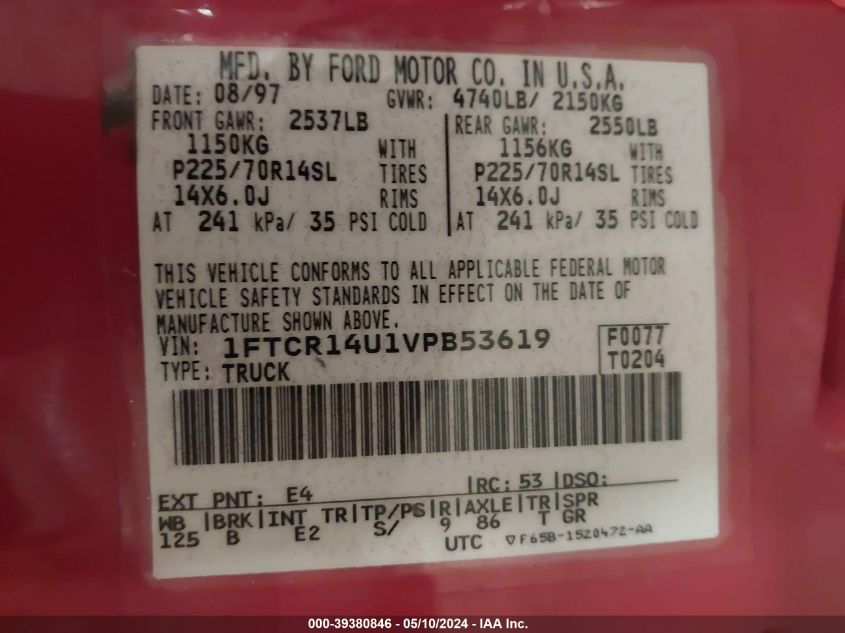 MFD. BY FORD MOTOR CO. IN U.S.A.
DATE: 08/97 GVWR: 4740LB/ 2150KG
FRONT GAWR: 2537LB REAR GAWR: 2550LB
1150KG WITH 1156KG WITH
P225/70R14SL TIRES P225/70R14SL TIRES
14X6.0J RIMS 14X6.0J RIMS
AT 241 kPa/ 35 PSI COLD AT 241 kPa/ 35 PSI COLD
THIS VEHICLE CONFORMS TO ALL APPLICABLE FEDERAL MOTOR
VEHICLE SAFETY STANDARDS IN EFFECT ON THE DATE OF
MANUFACTURE SHOWN ABOVE.
VIN: 1FTCR14U1VPB53619 F0077
TYPE: TRUCK T0204
EXT PNT: E4 RC: 53 DSO:
WB BRK INT TR TP/PS R AXLE TR SPR
125 B E2 S/ 9 86 T GR
UTC ▽F65B-1520472-AA
000-39380846 - 05/10/2024 - IAA, Inc.